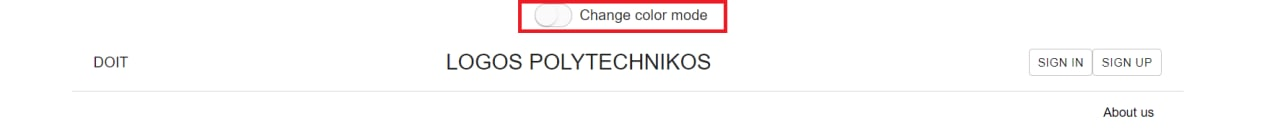 Change color mode
DOIT LOGOS POLYTECHNIKOS SIGN IN SIGN UP
About us